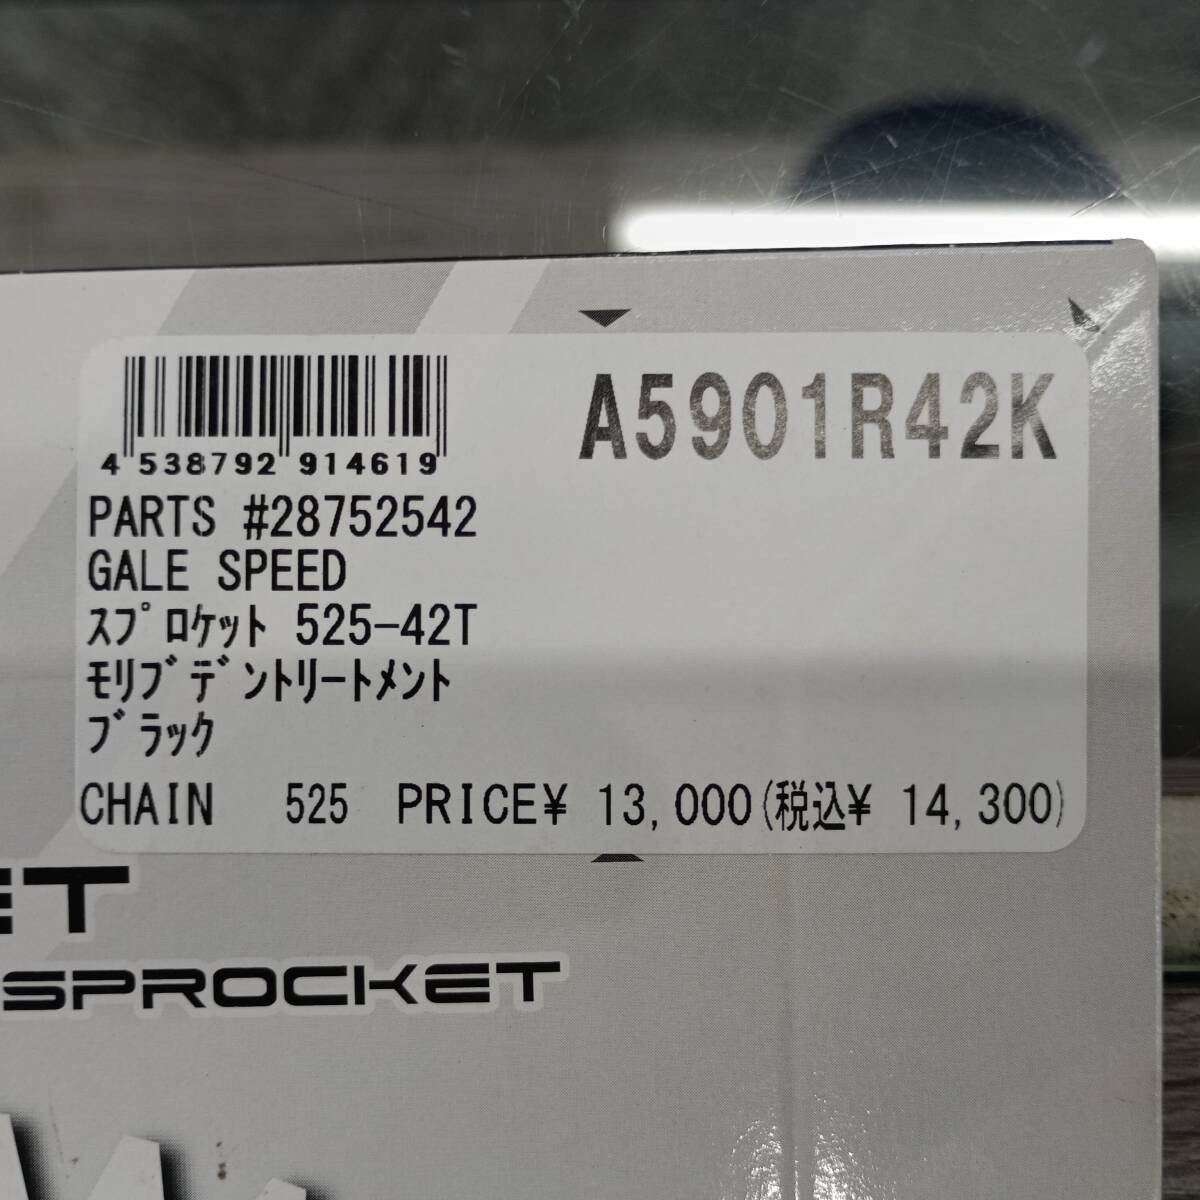 A5901R42K
4 538792 914619
PARTS #28752542
GALE SPEED
ｽﾌﾟﾛｹｯﾄ 525-42T
ﾓﾘﾌﾞﾃﾞﾝﾄﾘｰﾄﾒﾝﾄ
ﾌﾞﾗｯｸ
CHAIN 525 PRICE¥ 13,000(税込¥ 14,300)
ET
SPROCKET